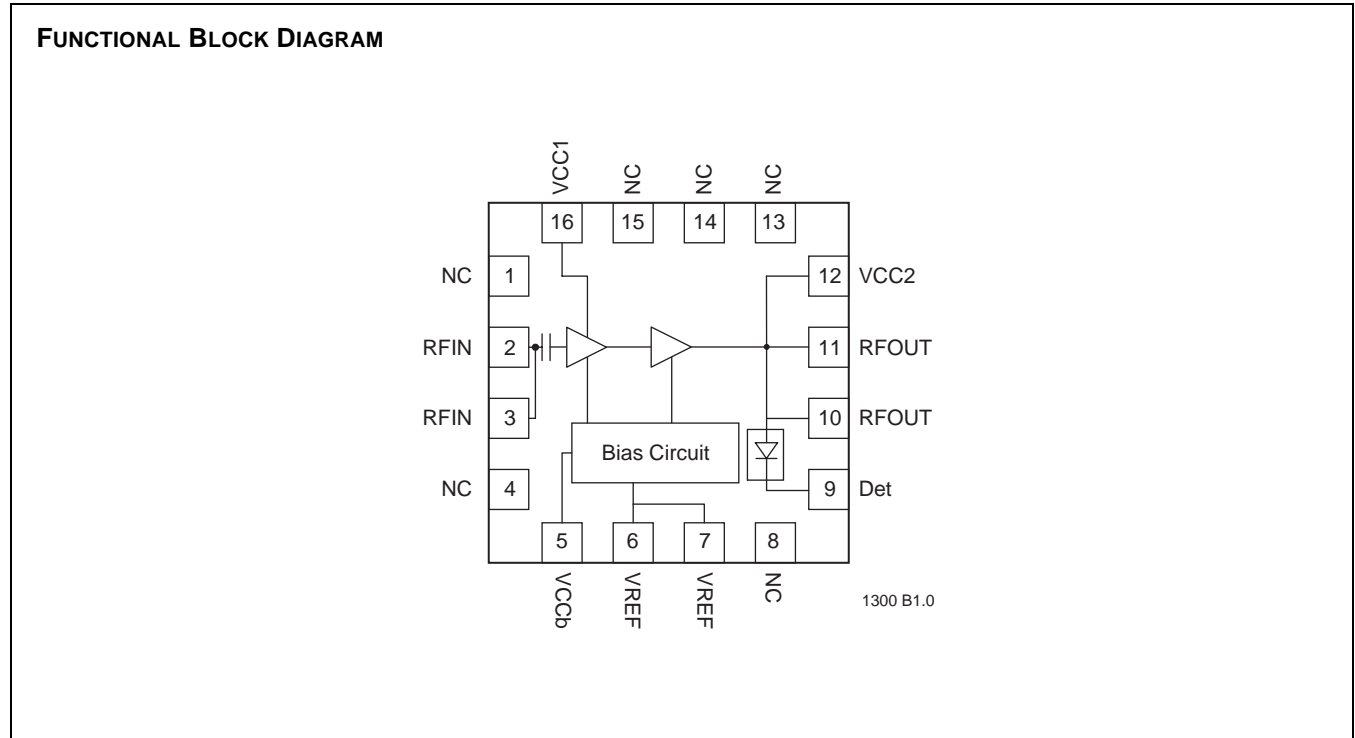 FUNCTIONAL BLOCK DIAGRAM
VCC1
NC
NC
NC
16
15
14
13
NC
1
12
VCC2
RFIN
2
11
RFOUT
RFIN
3
10
RFOUT
Bias Circuit
NC
4
9
Det
5
6
7
8
VCCb
VREF
VREF
NC
1300 B1.0